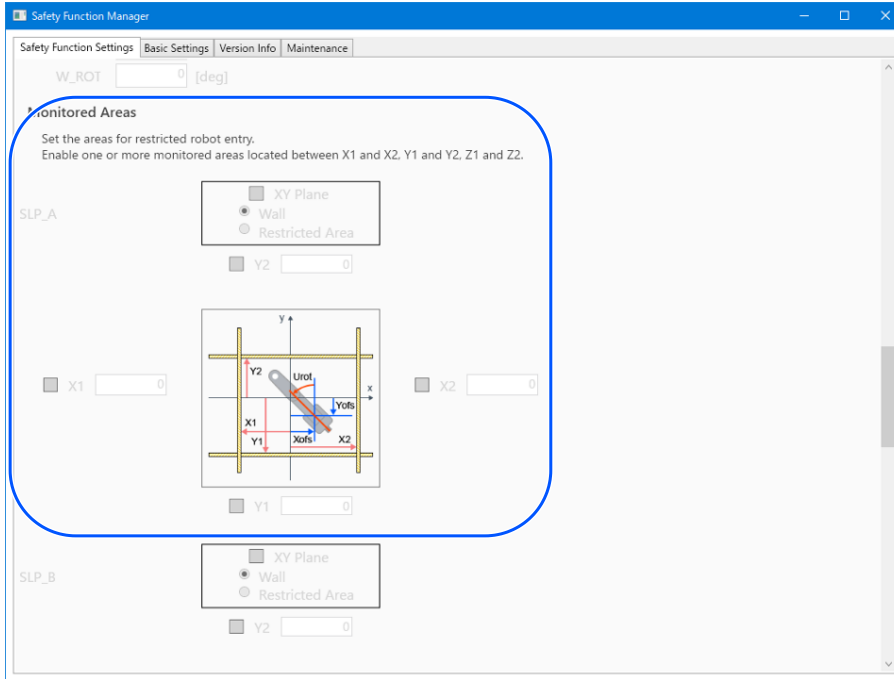 Safety Function Manager
Safety Function Settings Basic Settings Version Info Maintenance
W_ROT 0 [deg]
Monitored Areas
Set the areas for restricted robot entry.
Enable one or more monitored areas located between X1 and X2, Y1 and Y2, Z1 and Z2.
XY Plane
SLP_A
Wall
Restricted Area
Y2 0
y
Y2 Urot
x
X1 0
X2 0
Yofs
X1
Y1 Xofs X2
Y1 0
XY Plane
SLP_B
Wall
Restricted Area
Y2 0